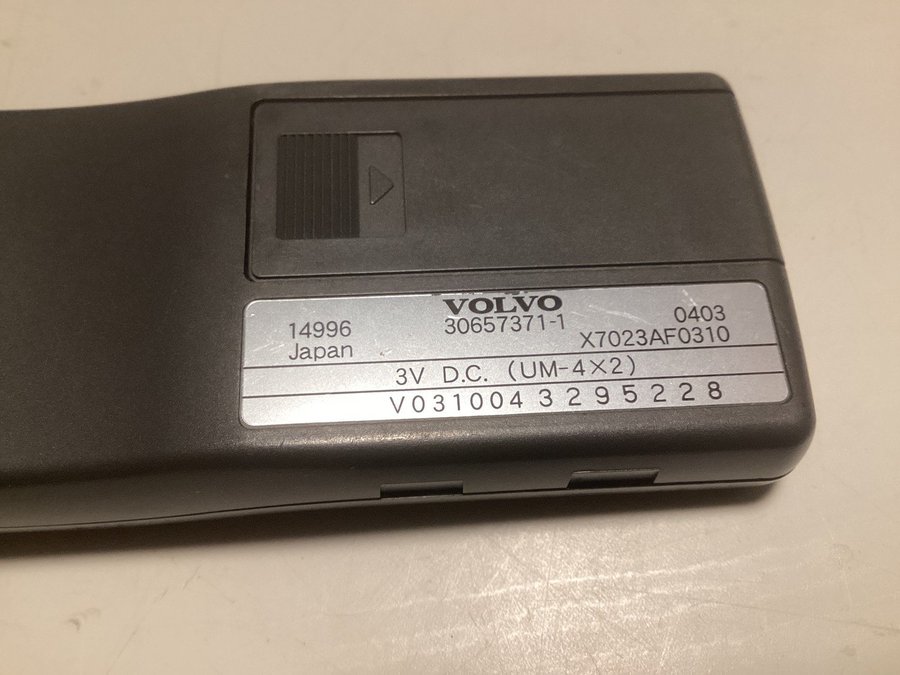 VOLVO
14996 30657371-1 0403
Japan X7023AF0310
3V D.C. (UM-4×2)
V031004 3295228